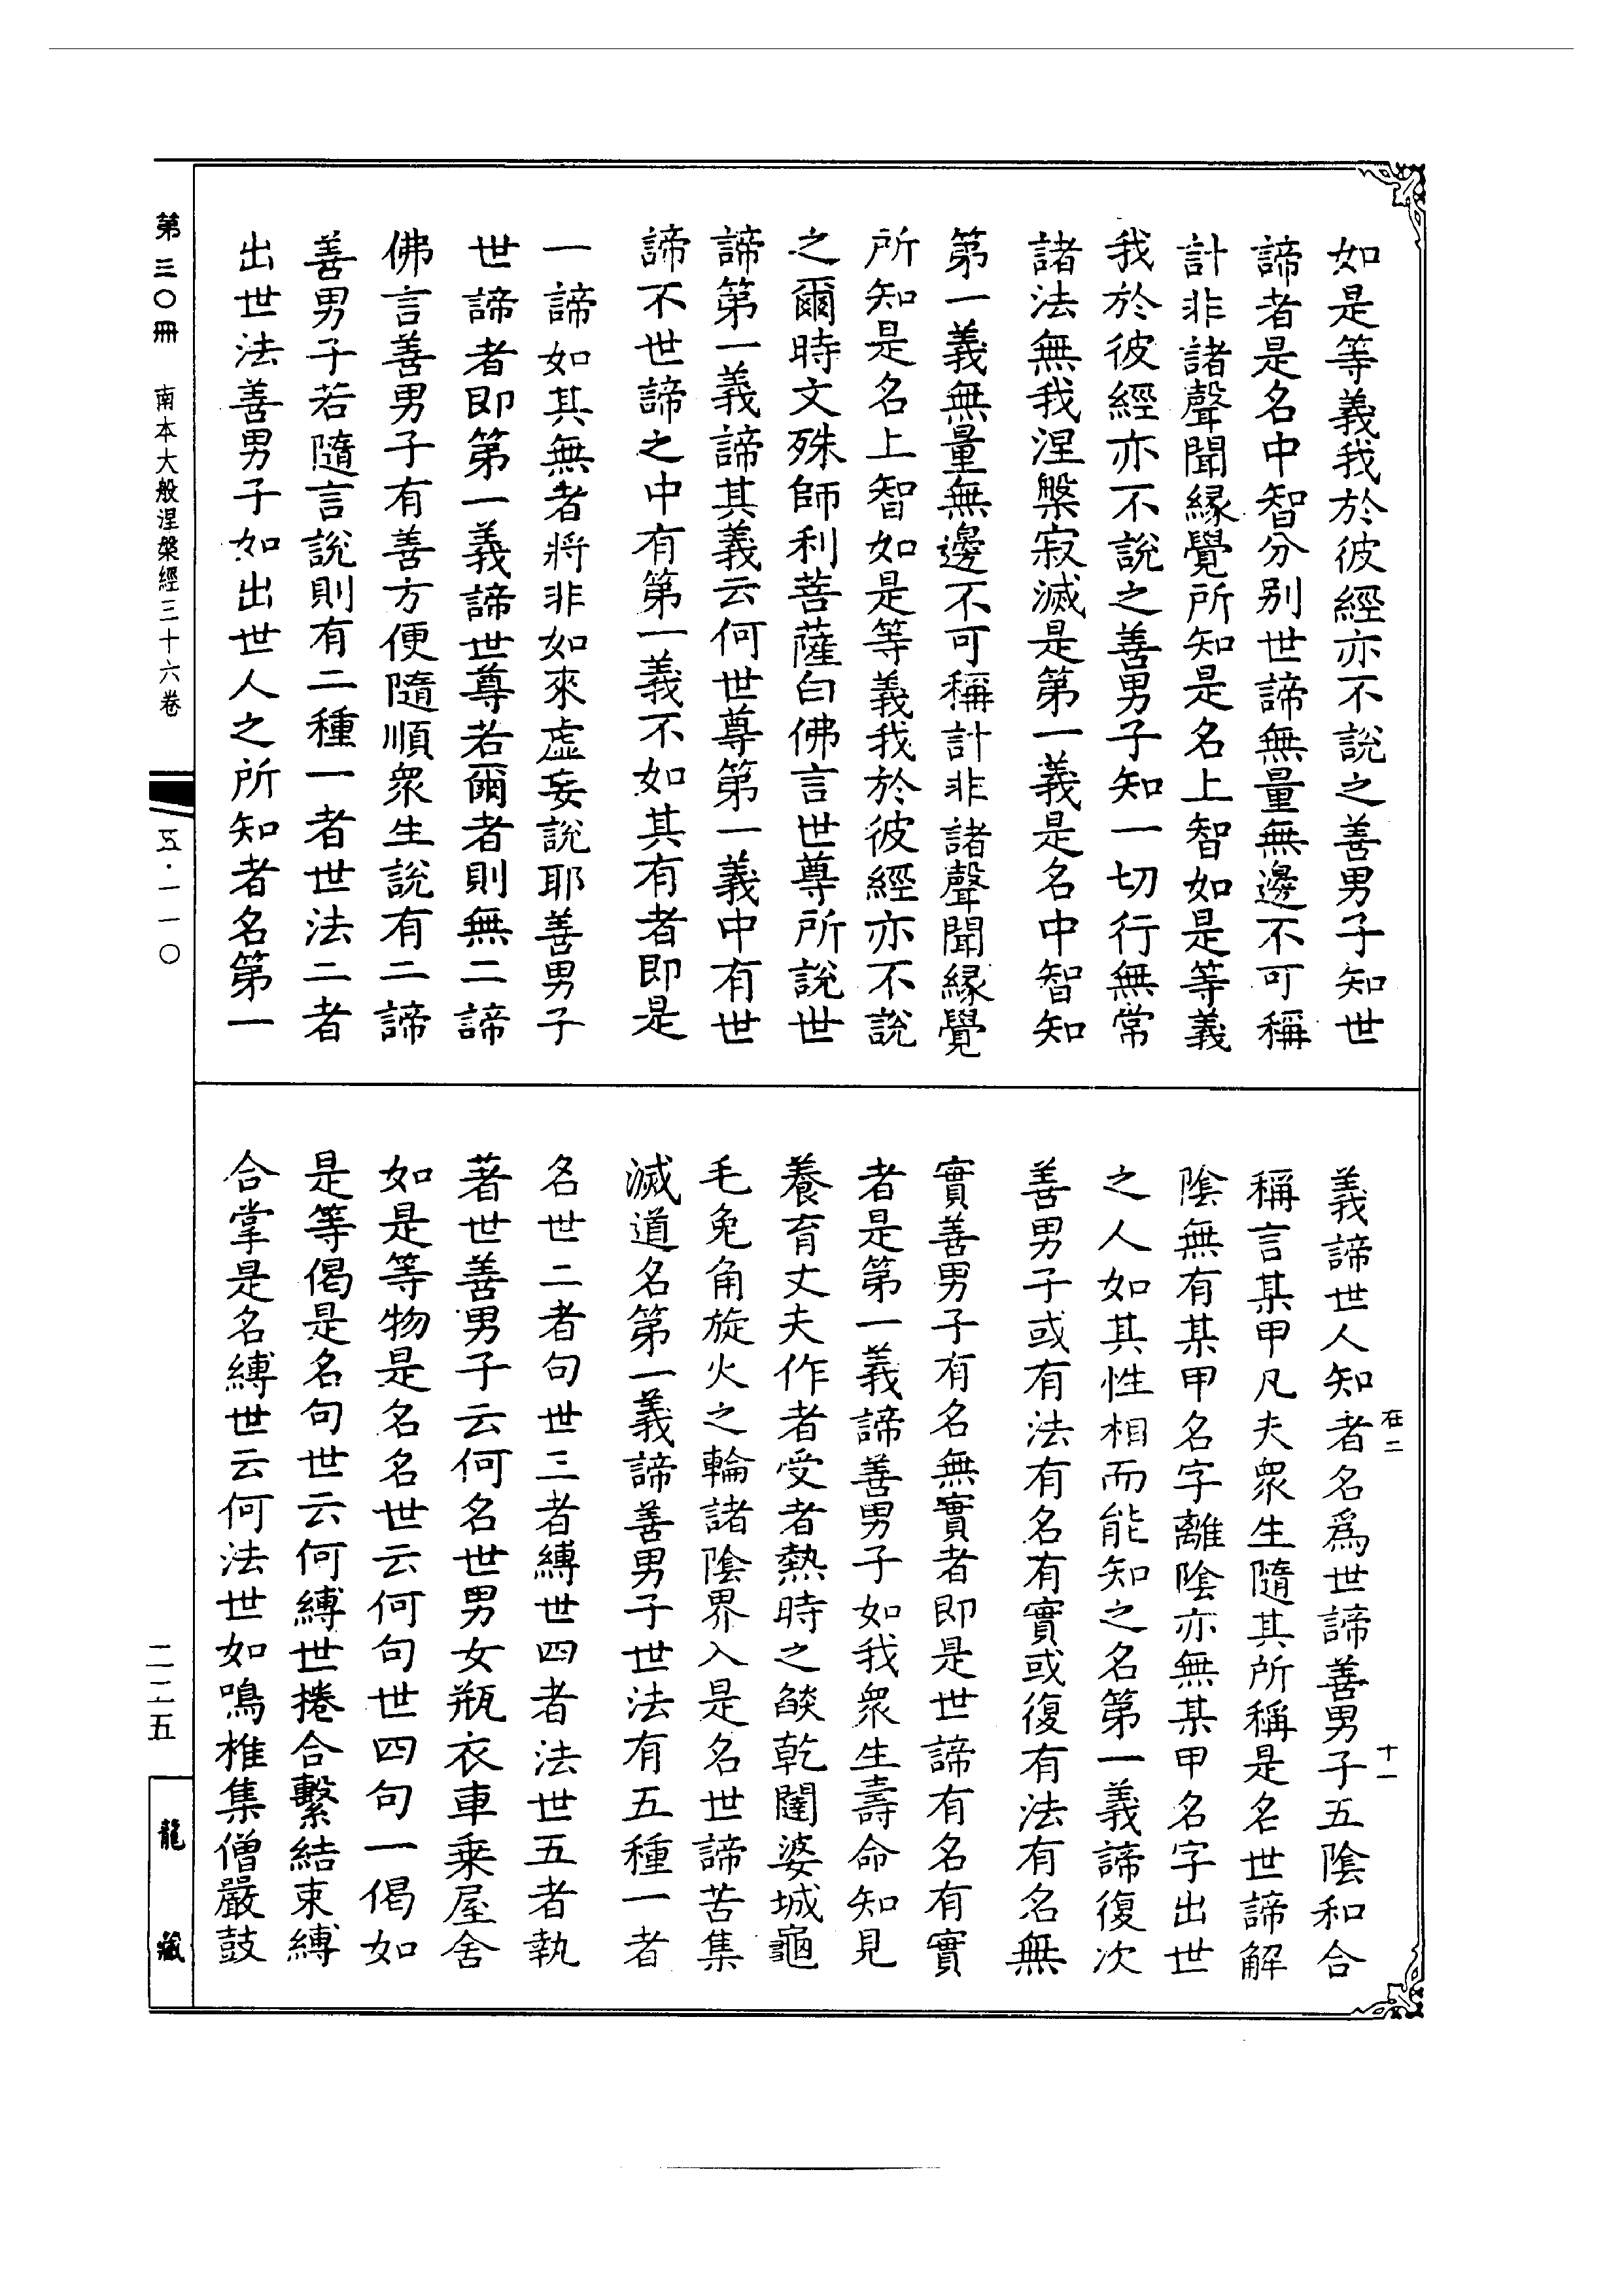 如是等義我於彼經亦不說之善男子知世
諦者是名中智分別世諦無量無邊不可稱
計非諸聲聞緣覺所知是名上智如是等義
我於彼經亦不說之善男子知一切行無常
諸法無我涅槃寂滅是第一義是名中智知
第一義無量無邊不可稱計非諸聲聞緣覺
所知是名上智如是等義我於彼經亦不說
之爾時文殊師利菩薩白佛言世尊所說世
諦第一義諦其義云何世尊第一義中有世
諦不世諦之中有第一義不如其有者即是
一諦如其無者將非如來虛妄說耶善男子
世諦者即第一義諦世尊若爾者則無二諦
佛言善男子有善方便隨順眾生說有二諦
善男子若隨言說則有二種一者世法二者
出世法善男子如出世人之所知者名第一
義諦世人知者名為世諦善男子五陰和合
在二
十一
稱言某甲凡夫眾生隨其所稱是名世諦解
陰無有某甲名字離陰亦無某甲名字出世
之人如其性相而能知之名第一義諦復次
善男子或有法有名有實或復有法有名無
實善男子有名無實者即是世諦有名有實
者是第一義諦善男子如我眾生壽命知見
養育丈夫作者受者熱時之燄乾闥婆城龜
毛兔角旋火之輪諸陰界入是名世諦苦集
滅道名第一義諦善男子世法有五種一者
名世二者句世三者縛世四者法世五者執
著世善男子云何名世男女瓶衣車乗屋舍
如是等物是名名世云何句世四句一偈如
是等偈是名句世云何縛世捲合繫結束縛
合掌是名縛世云何法世如鳴椎集僧嚴鼓
第三〇冊 南本大般涅槃經三十六卷
五·一一〇
二二五
龍藏